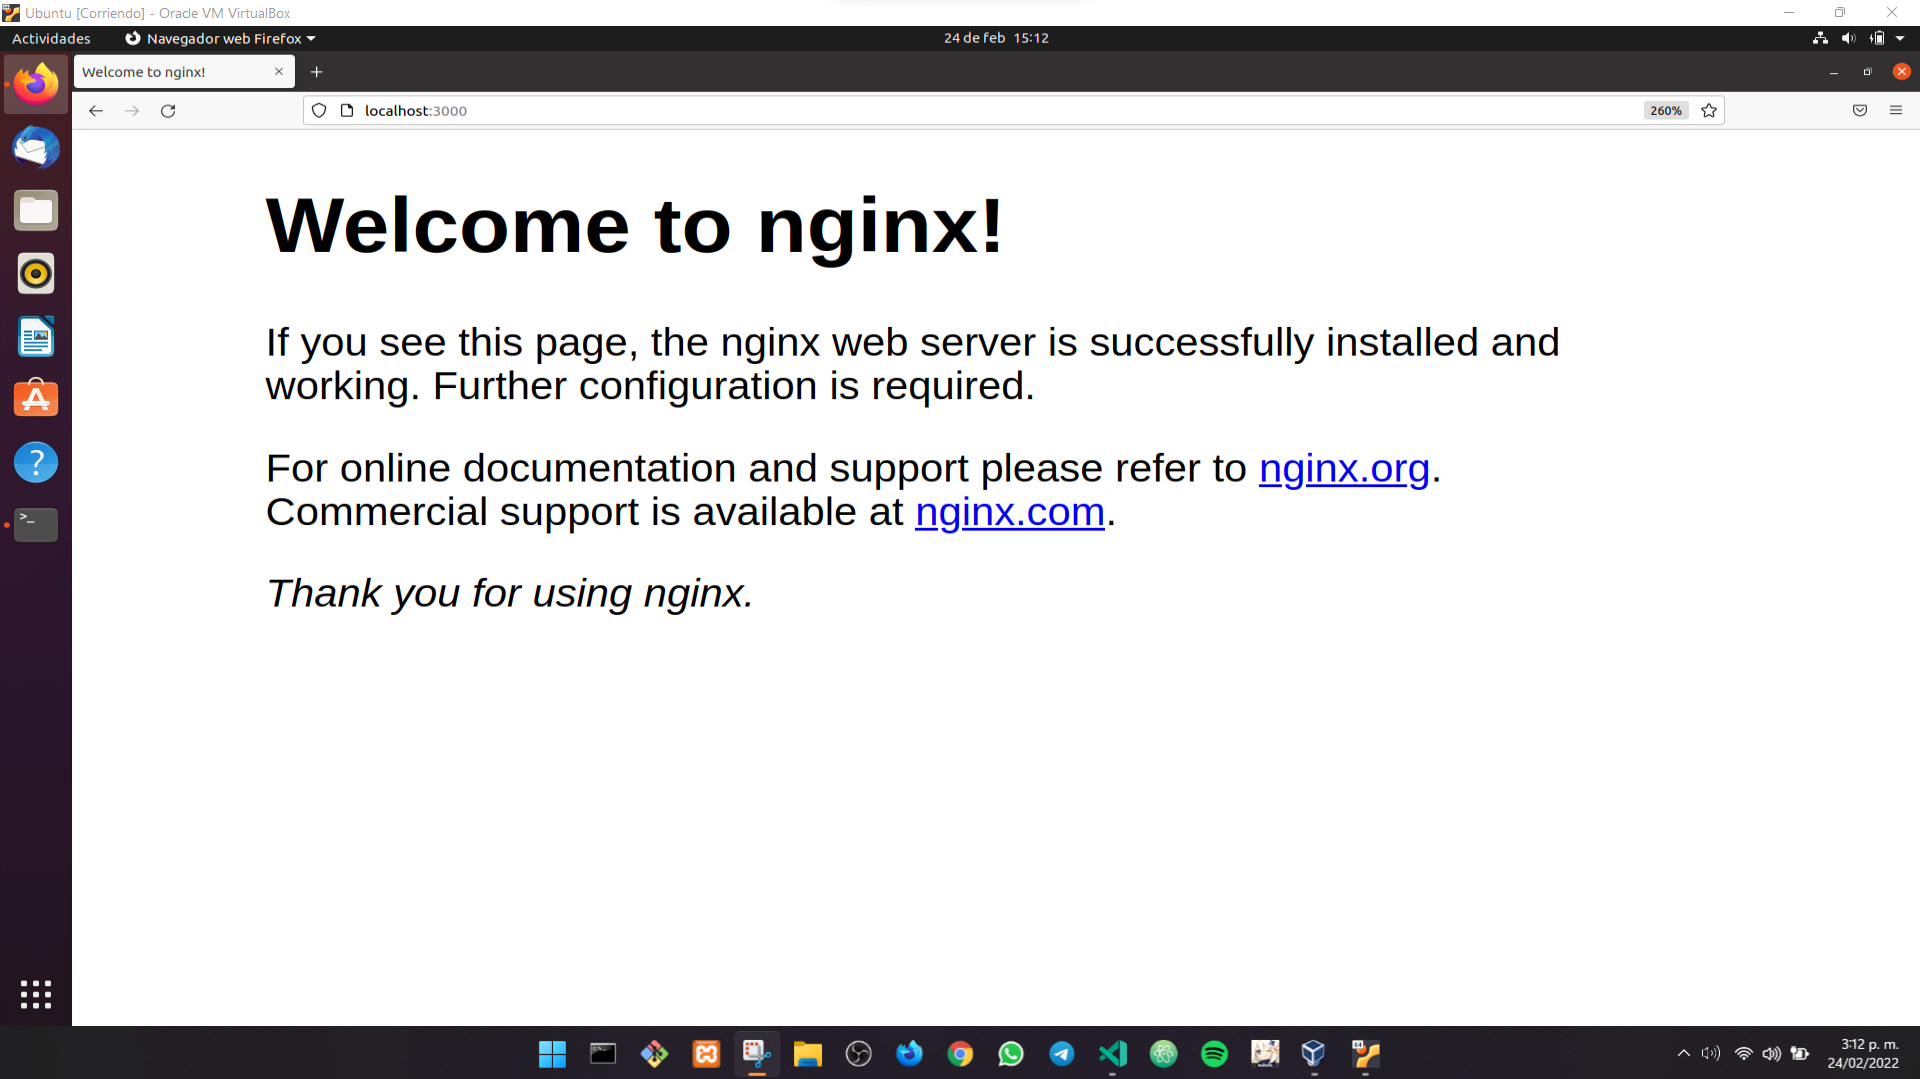 Ubuntu [Corriendo] - Oracle VM VirtualBox
Actividades
Navegador web Firefox
24 de feb 15:12
Welcome to nginx!
localhost:3000
260%
Welcome to nginx!
If you see this page, the nginx web server is successfully installed and
working. Further configuration is required.
For online documentation and support please refer to nginx.org.
Commercial support is available at nginx.com.
Thank you for using nginx.
3:12 p. m.
24/02/2022